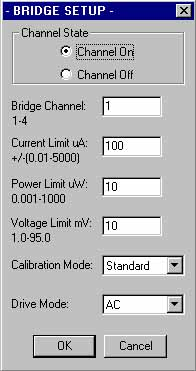 - BRIDGE SETUP -
Channel State
Channel On
Channel Off
Bridge Channel: 1
1-4
Current Limit uA: 100
+/-(0.01-5000)
Power Limit uW: 10
0.001-1000
Voltage Limit mV: 10
1.0-95.0
Calibration Mode: Standard
Drive Mode: AC
OK Cancel